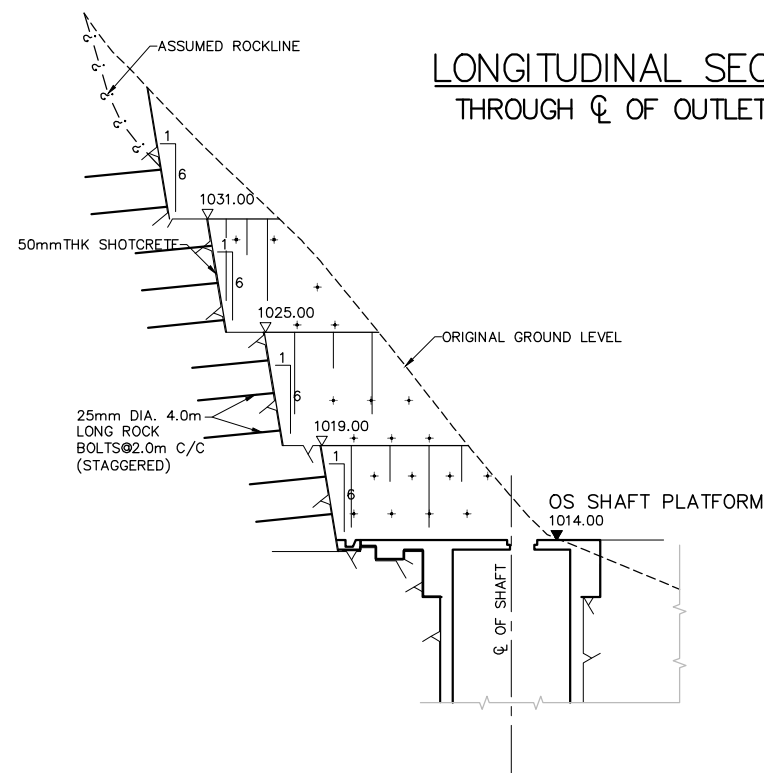 LONGITUDINAL SEC
THROUGH ℄ OF OUTLET
ASSUMED ROCKLINE
?
?
?
?
?
1
6
1031.00
50mmTHK SHOTCRETE
1
6
1025.00
ORIGINAL GROUND LEVEL
1
6
25mm DIA. 4.0m
LONG ROCK
BOLTS@2.0m C/C
(STAGGERED)
1019.00
1
6
OS SHAFT PLATFORM
1014.00
℄ OF SHAFT